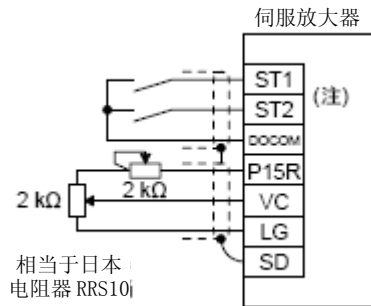 伺服放大器
ST1
ST2
(注)
DOCOM
P15R
2 kΩ
VC
2 kΩ
LG
SD
相当于日本
电阻器 RRS10